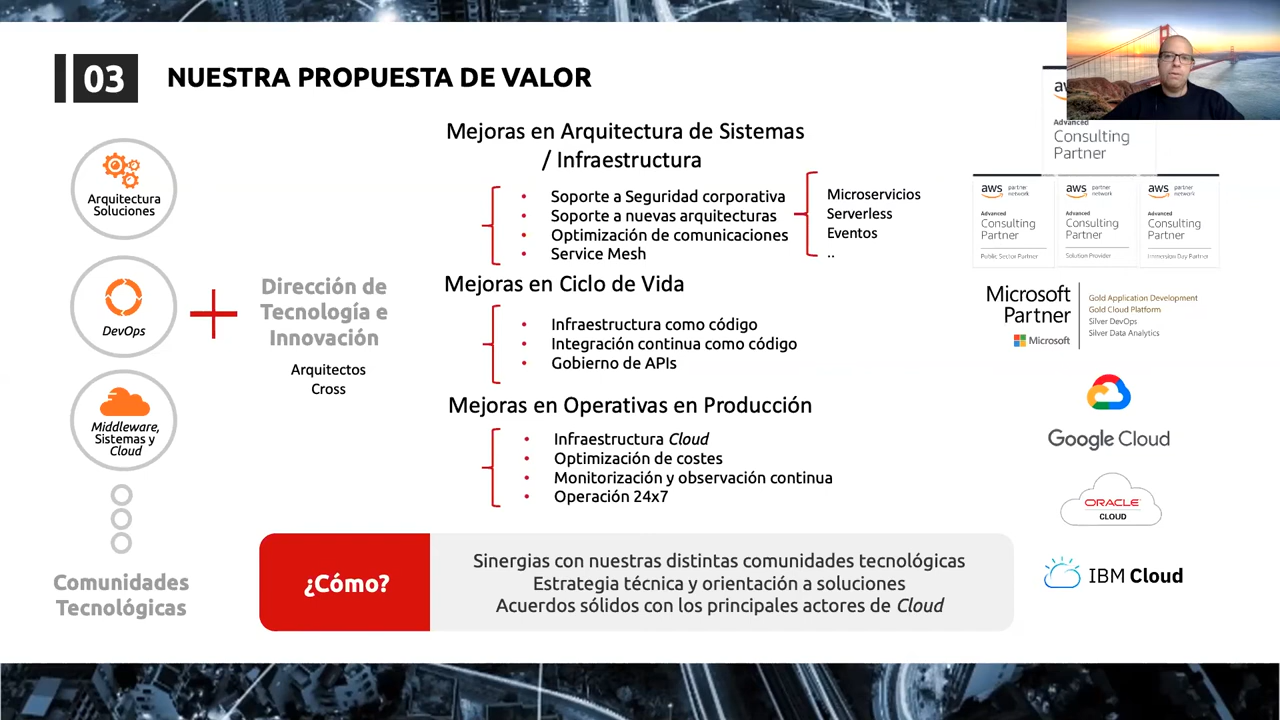 03
NUESTRA PROPUESTA DE VALOR
Arquitectura
Soluciones
DevOps
Middleware,
Sistemas y
Cloud
Comunidades
Tecnológicas
Dirección de
Tecnología e
Innovación
Arquitectos
Cross
Mejoras en Arquitectura de Sistemas
/ Infraestructura
• Soporte a Seguridad corporativa
• Soporte a nuevas arquitecturas
• Optimización de comunicaciones
• Service Mesh
Microservicios
Serverless
Eventos
..
Mejoras en Ciclo de Vida
• Infraestructura como código
• Integración continua como código
• Gobierno de APIs
Mejoras en Operativas en Producción
• Infraestructura Cloud
• Optimización de costes
• Monitorización y observación continua
• Operación 24x7
¿Cómo?
Sinergias con nuestras distintas comunidades tecnológicas
Estrategia técnica y orientación a soluciones
Acuerdos sólidos con los principales actores de Cloud
Advanced
Consulting
Partner
aws partner
network
Advanced
Consulting
Partner
Public Sector Partner
aws partner
network
Advanced
Consulting
Partner
Solution Provider
aws partner
network
Advanced
Consulting
Partner
Immersion Day Partner
Microsoft
Partner
Microsoft
Gold Application Development
Gold Cloud Platform
Silver DevOps
Silver Data Analytics
Google Cloud
ORACLE
CLOUD
IBM Cloud